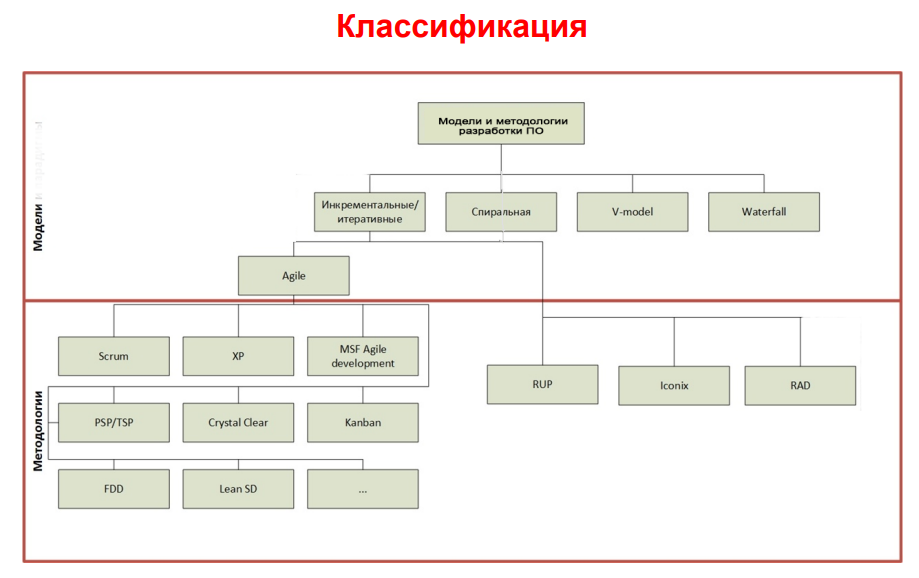 Классификация
Модели и методологии
разработки ПО
Модели
Инкрементальные/
итеративные
Спиральная
V-model
Waterfall
Agile
Методологии
Scrum
XP
MSF Agile
development
RUP
Iconix
RAD
PSP/TSP
Crystal Clear
Kanban
FDD
Lean SD
...